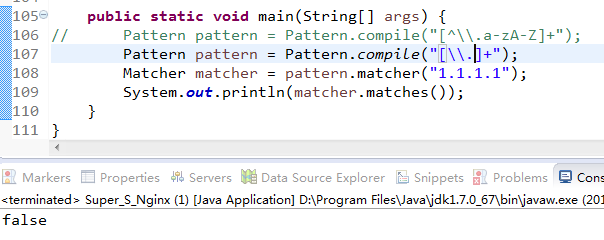 105 public static void main(String[] args) {
106 // Pattern pattern = Pattern.compile("[^\\.a-zA-Z]+");
107 Pattern pattern = Pattern.compile("[\\.]+");
108 Matcher matcher = pattern.matcher("1.1.1.1");
109 System.out.println(matcher.matches());
110 }
111 }
Markers Properties Servers Data Source Explorer Snippets Problems Cons
<terminated> Super_S_Nginx (1) [Java Application] D:\Program Files\Java\jdk1.7.0_67\bin\javaw.exe (201
false